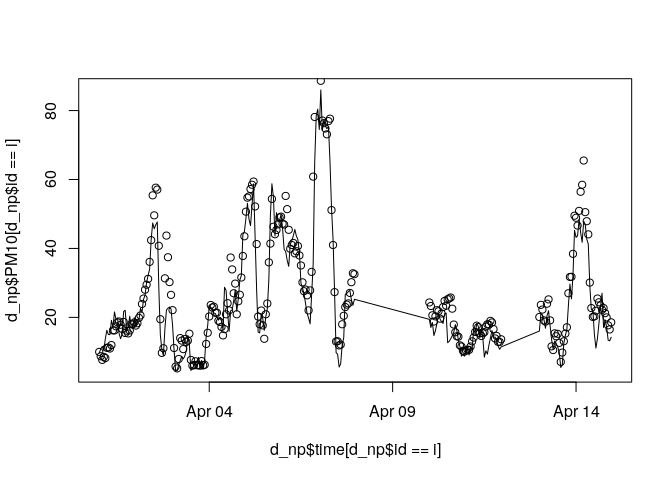 d_np$PM10[d_np$id == i]
80
60
40
20
Apr 04
Apr 09
Apr 14
d_np$time[d_np$id == i]